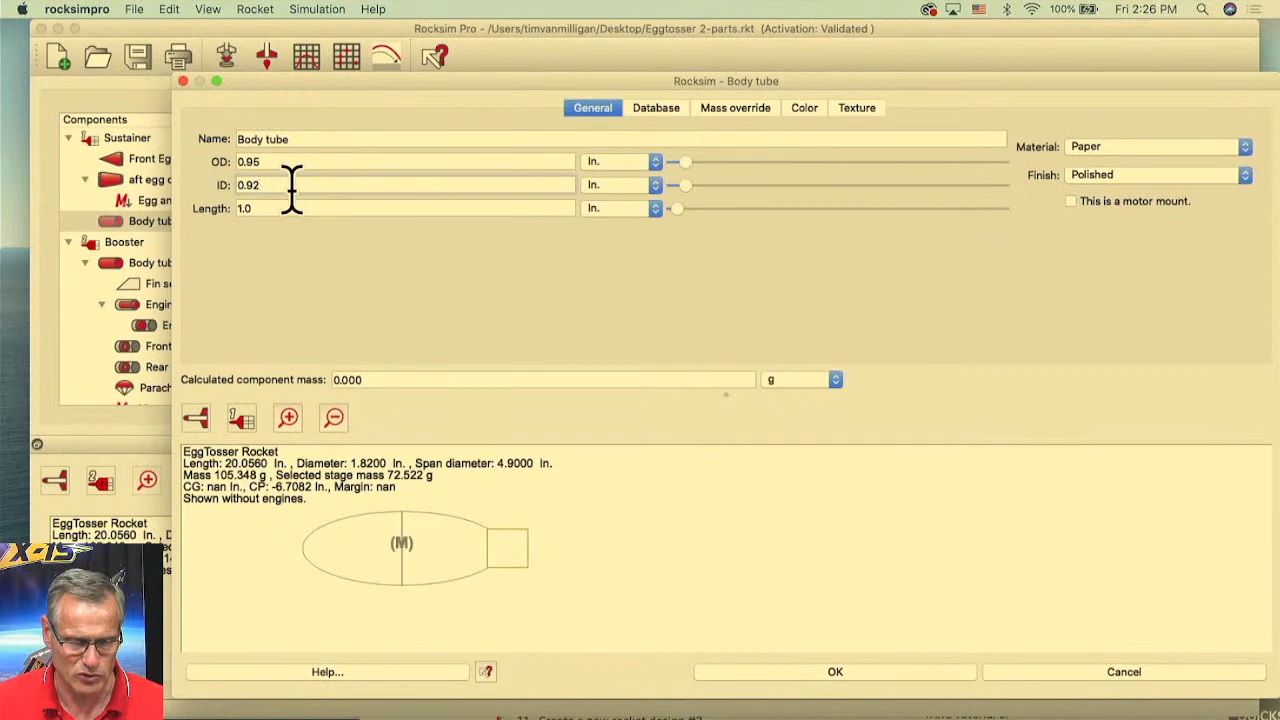 rocksimpro File Edit View Rocket Simulation Help 100% Fri 2:26 PM
Rocksim Pro - /Users/timvanmilligan/Desktop/Eggtosser 2-parts.rkt (Activation: Validated )
Rocksim - Body tube
General Database Mass override Color Texture
Components
Sustainer
Front Eg
aft egg c
Egg an
Body tub
Booster
Body tub
Fin se
Engin
En
Front
Rear
Parach
Name: Body tube
OD: 0.95 In.
ID: 0.92 In.
Length: 1.0 In.
Material: Paper
Finish: Polished
This is a motor mount.
Calculated component mass: 0.000 g
EggTosser Rocket
Length: 20.0560 In. , Diameter: 1.8200 In. , Span diameter: 4.9000 In.
Mass 105.348 g , Selected stage mass 72.522 g
CG: nan In., CP: -6.7082 In., Margin: nan
Shown without engines.
(M)
EggTosser Rocket
Length: 20.0560 In. , D
Help... OK Cancel